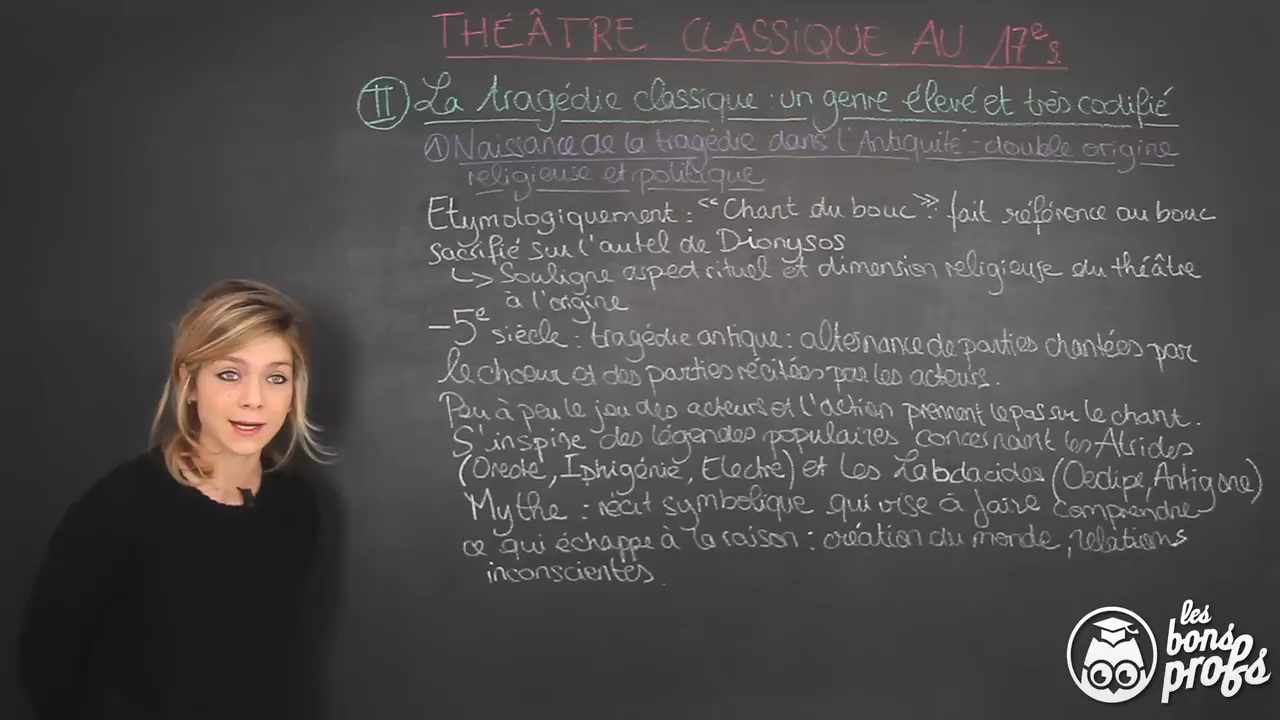 THÉÂTRE CLASSIQUE AU 17e s.
II La tragédie classique : un genre élevé et très codifié
① Naissance de la tragédie dans l'Antiquité : double origine
religieuse et politique
Etymologiquement : "Chant du bouc" : fait référence au bouc
sacrifié sur l'autel de Dionysos
↳ Souligne aspect rituel et dimension religieuse du théâtre
à l'origine
-5e siècle : tragédie antique : alternance de parties chantées par
le choeur et des parties récitées par les acteurs.
Peu à peu le jeu des acteurs et l'action prennent le pas sur le chant.
S'inspire des légendes populaires concernant les Atrides
(Oreste, Iphigénie, Electre) et les Labdacides (Oedipe, Antigone)
Mythe : récit symbolique qui vise à faire comprendre
ce qui échappe à la raison : création du monde, relations
inconscientes.
les bons profs